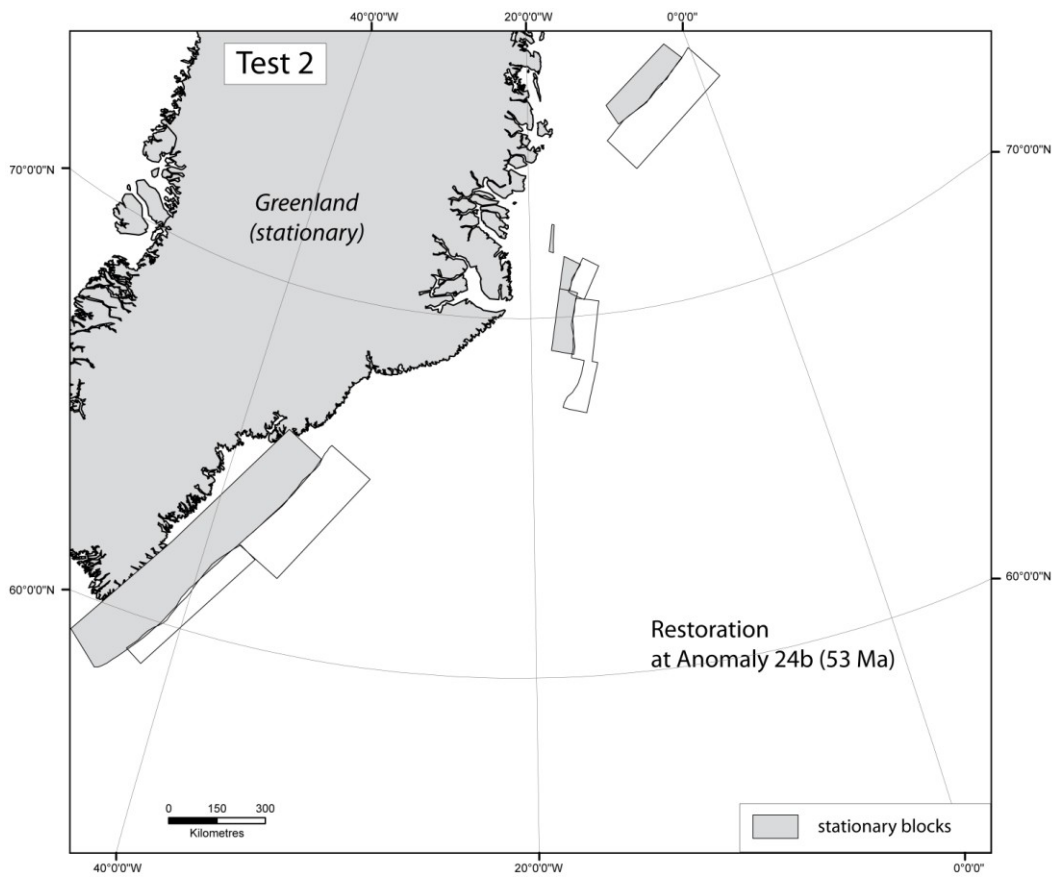 40°0'0"W
20°0'0"W
0°0'0"
Test 2
70°0'0"N
70°0'0"N
Greenland
(stationary)
60°0'0"N
60°0'0"N
Restoration
at Anomaly 24b (53 Ma)
0 150 300
Kilometres
stationary blocks
40°0'0"W
20°0'0"W
0°0'0"